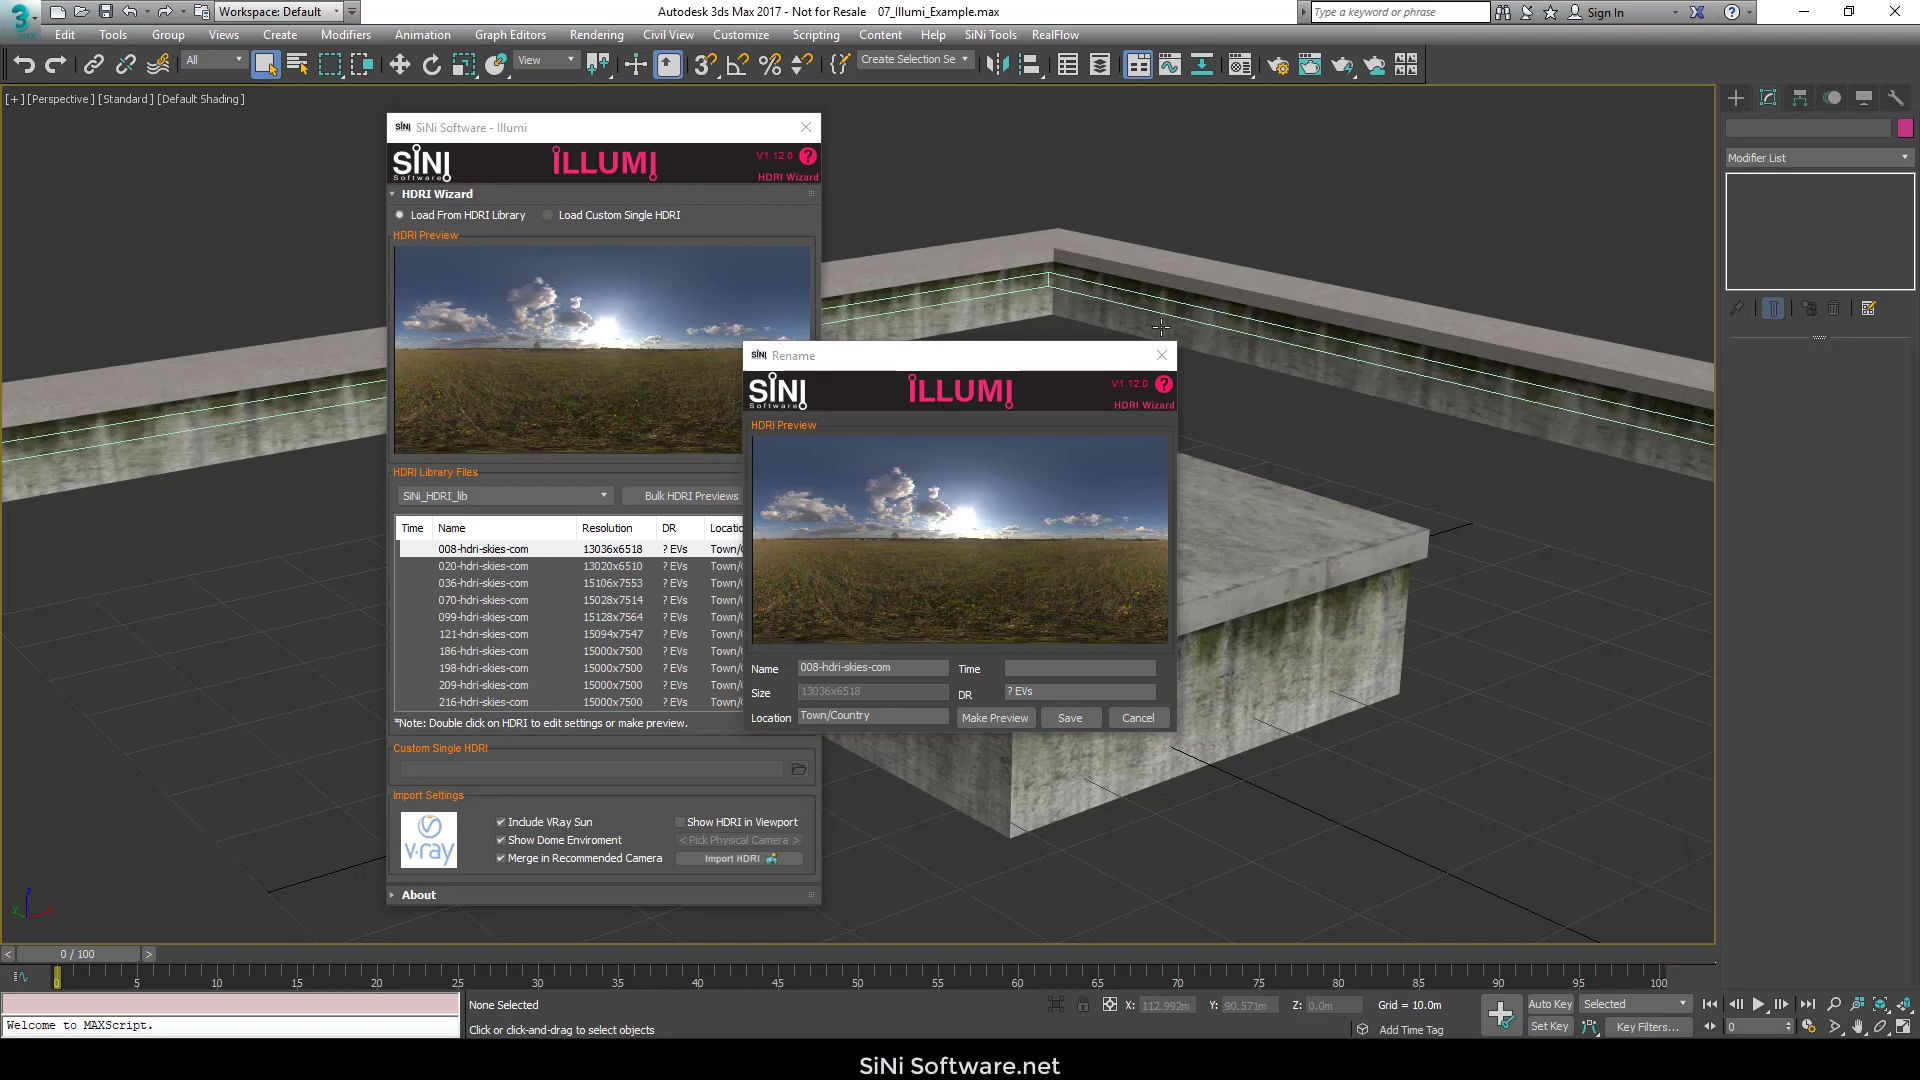 Workspace: Default
Autodesk 3ds Max 2017 - Not for Resale 07_Illumi_Example.max
Type a keyword or phrase
Sign In
Edit Tools Group Views Create Modifiers Animation Graph Editors Rendering Civil View Customize Scripting Content Help SiNi Tools RealFlow
All
View
Create Selection Se
[+] [Perspective] [Standard] [Default Shading]
Modifier List
SiNi Software - Illumi
SiNi Software
iLLUMi
V1.12.0
HDRI Wizard
HDRI Wizard
Load From HDRI Library Load Custom Single HDRI
HDRI Preview
HDRI Library Files
SiNi_HDRI_lib Bulk HDRI Previews
Time Name Resolution DR Locatio
008-hdri-skies-com 13036x6518 ? EVs Town/
020-hdri-skies-com 13020x6510 ? EVs Town/
036-hdri-skies-com 15106x7553 ? EVs Town/
070-hdri-skies-com 15028x7514 ? EVs Town/
099-hdri-skies-com 15128x7564 ? EVs Town/
121-hdri-skies-com 15094x7547 ? EVs Town/
186-hdri-skies-com 15000x7500 ? EVs Town/
198-hdri-skies-com 15000x7500 ? EVs Town/
209-hdri-skies-com 15000x7500 ? EVs Town/
216-hdri-skies-com 15000x7500 ? EVs Town/
*Note: Double click on HDRI to edit settings or make preview.
Custom Single HDRI
Import Settings
v-ray
Include VRay Sun Show HDRI in Viewport
Show Dome Enviroment < Pick Physical Camera >
Merge in Recommended Camera Import HDRI
About
Rename
SiNi Software
iLLUMi
V1.12.0
HDRI Wizard
HDRI Preview
Name 008-hdri-skies-com Time
Size 13036x6518 DR ? EVs
Location Town/Country Make Preview Save Cancel
z
y
< 0 / 100 >
0 5 10 15 20 25 30 35 40 45 50 55 60 65 70 75 80 85 90 95 100
None Selected
X: 112.992m Y: 90.571m Z: 0.0m Grid = 10.0m
Auto Key Selected
Welcome to MAXScript.
Click or click-and-drag to select objects
Add Time Tag
Set Key Key Filters... 0
SiNi Software.net